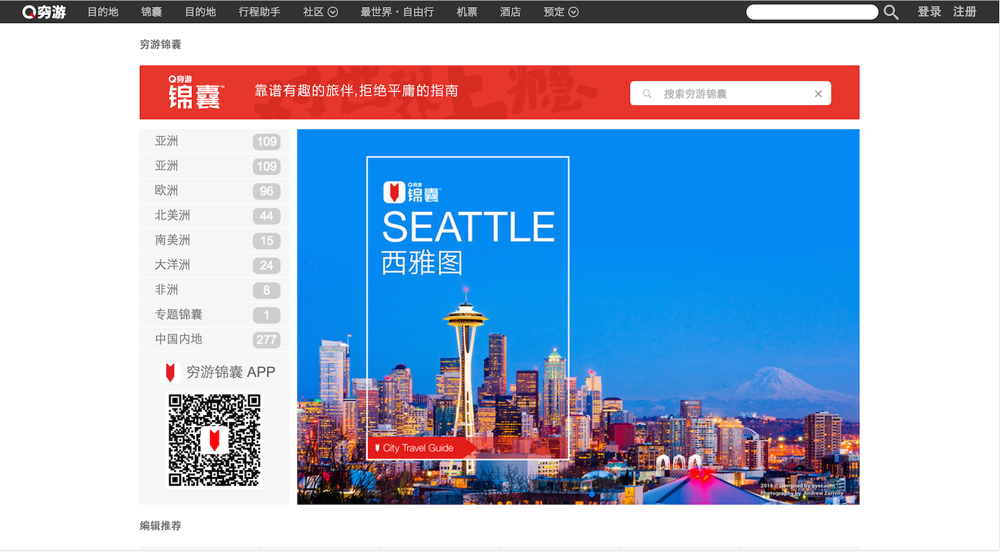 Q穷游 目的地 锦囊 目的地 行程助手 社区 最世界·自由行 机票 酒店 预定 登录 注册
穷游锦囊
Q穷游
锦囊™
靠谱有趣的旅伴,拒绝平庸的指南
搜索穷游锦囊
亚洲 109
亚洲 109
欧洲 96
北美洲 44
南美洲 15
大洋洲 24
非洲 8
专题锦囊 1
中国内地 277
穷游锦囊 APP
Q穷游
锦囊™
SEATTLE
西雅图
City Travel Guide
2016 © Designed by qyer.com
Photography by Andrew Zarivny
编辑推荐